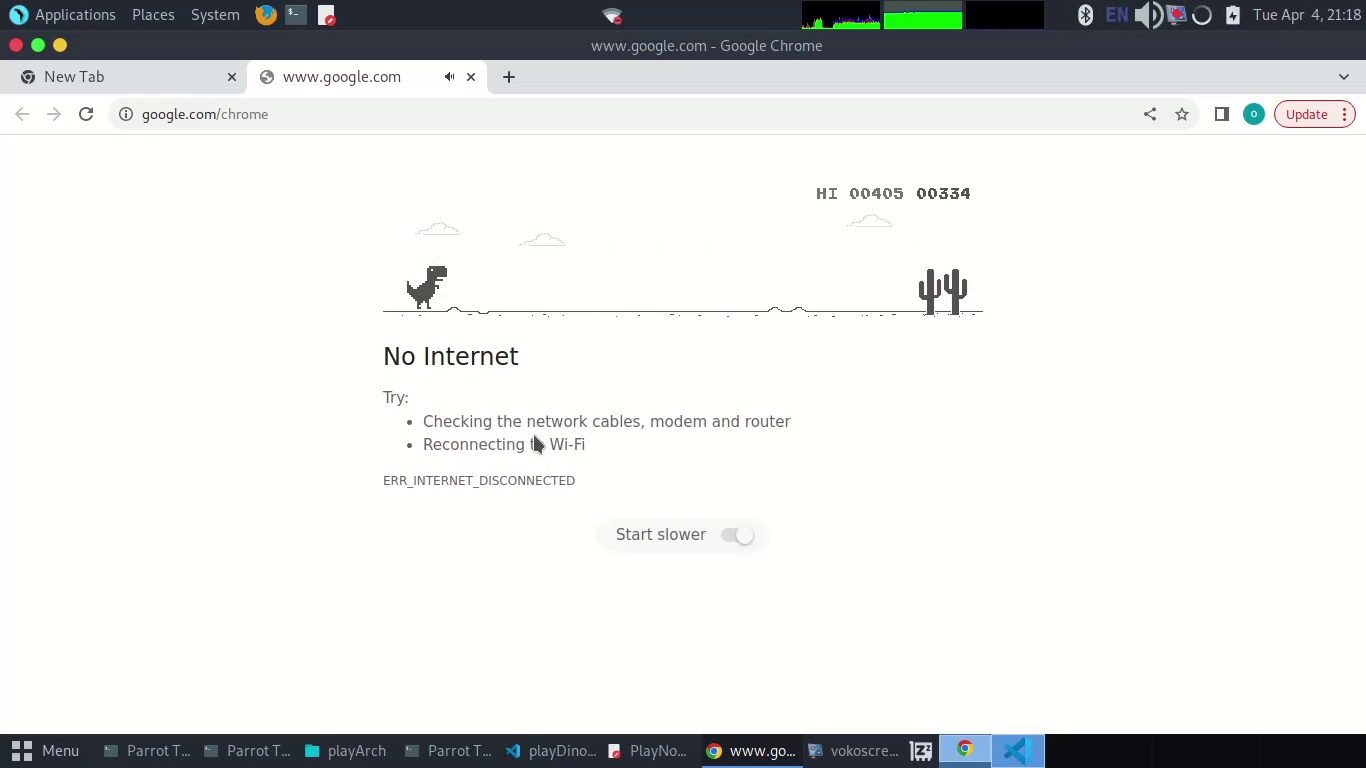 Applications Places System EN Tue Apr 4, 21:18
www.google.com - Google Chrome
New Tab www.google.com
google.com/chrome o Update
HI 00405 00334
No Internet
Try:
• Checking the network cables, modem and router
• Reconnecting Wi-Fi
ERR_INTERNET_DISCONNECTED
Start slower
Menu Parrot T... Parrot T... playArch Parrot T... playDino... PlayNo... www.go... vokoscre...